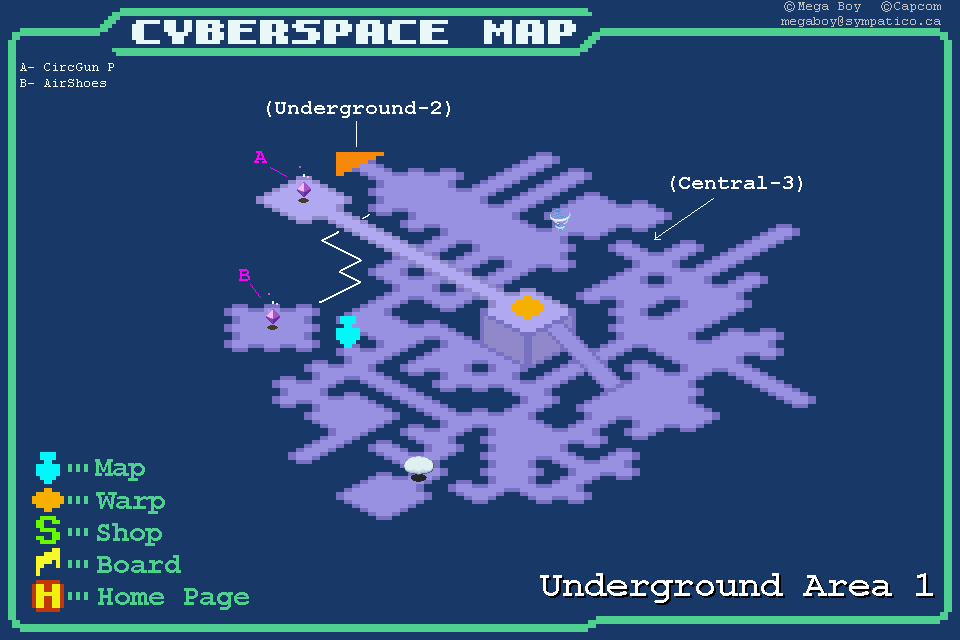 ©Mega Boy ©Capcom
megaboy@sympatico.ca
CYBERSPACE MAP
A- CircGun P
B- AirShoes
(Underground-2)
A
(Central-3)
B
Map
Warp
S Shop
Board
H Home Page
Underground Area 1